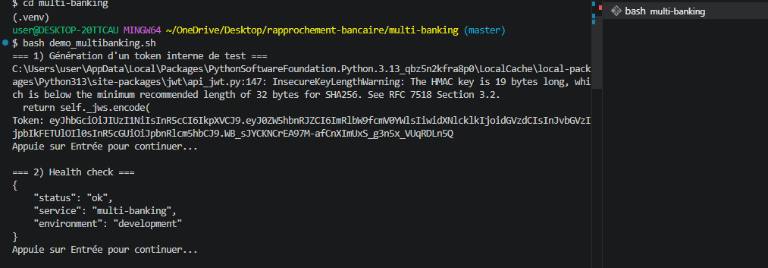 $ cd multi-banking
(.venv)
user@DESKTOP-20TTCAU MINGW64 ~/OneDrive/Desktop/rapprochement-bancaire/multi-banking (master)
$ bash demo_multibanking.sh
=== 1) Génération d'un token interne de test ===
C:\Users\user\AppData\Local\Packages\PythonSoftwareFoundation.Python.3.13_qbz5n2kfra8p0\LocalCache\local-pack
ages\Python313\site-packages\jwt\api_jwt.py:147: InsecureKeyLengthWarning: The HMAC key is 19 bytes long, whi
ch is below the minimum recommended length of 32 bytes for SHA256. See RFC 7518 Section 3.2.
return self._jws.encode(
Token:
Appuie sur Entrée pour continuer...
=== 2) Health check ===
{
"status": "ok",
"service": "multi-banking",
"environment": "development"
}
Appuie sur Entrée pour continuer...
bash multi-banking